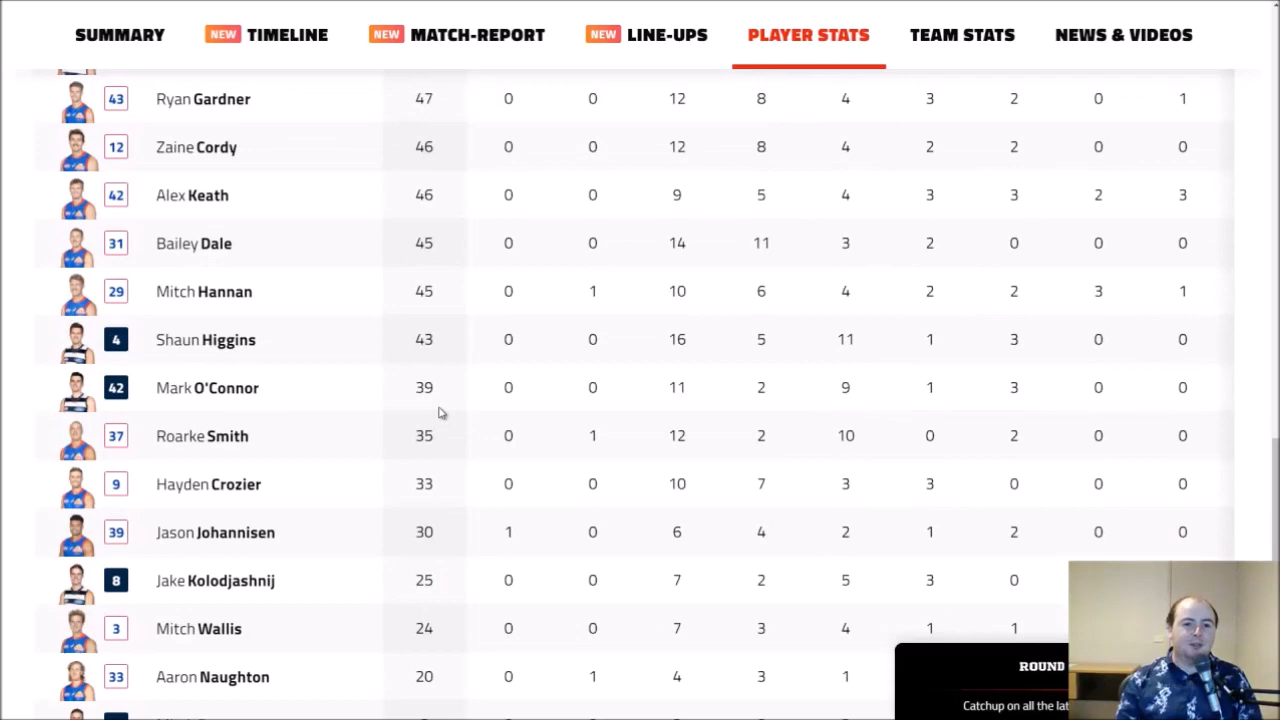 SUMMARY NEW TIMELINE NEW MATCH-REPORT NEW LINE-UPS PLAYER STATS TEAM STATS NEWS & VIDEOS
43 Ryan Gardner 47 0 0 12 8 4 3 2 0 1
12 Zaine Cordy 46 0 0 12 8 4 2 2 0 0
42 Alex Keath 46 0 0 9 5 4 3 3 2 3
31 Bailey Dale 45 0 0 14 11 3 2 0 0 0
29 Mitch Hannan 45 0 1 10 6 4 2 2 3 1
4 Shaun Higgins 43 0 0 16 5 11 1 3 0 0
42 Mark O'Connor 39 0 0 11 2 9 1 3 0 0
37 Roarke Smith 35 0 1 12 2 10 0 2 0 0
9 Hayden Crozier 33 0 0 10 7 3 3 0 0 0
39 Jason Johannisen 30 1 0 6 4 2 1 2 0 0
8 Jake Kolodjashnij 25 0 0 7 2 5 3 0
3 Mitch Wallis 24 0 0 7 3 4 1 1
33 Aaron Naughton 20 0 1 4 3 1
ROUND
Catchup on all the lat